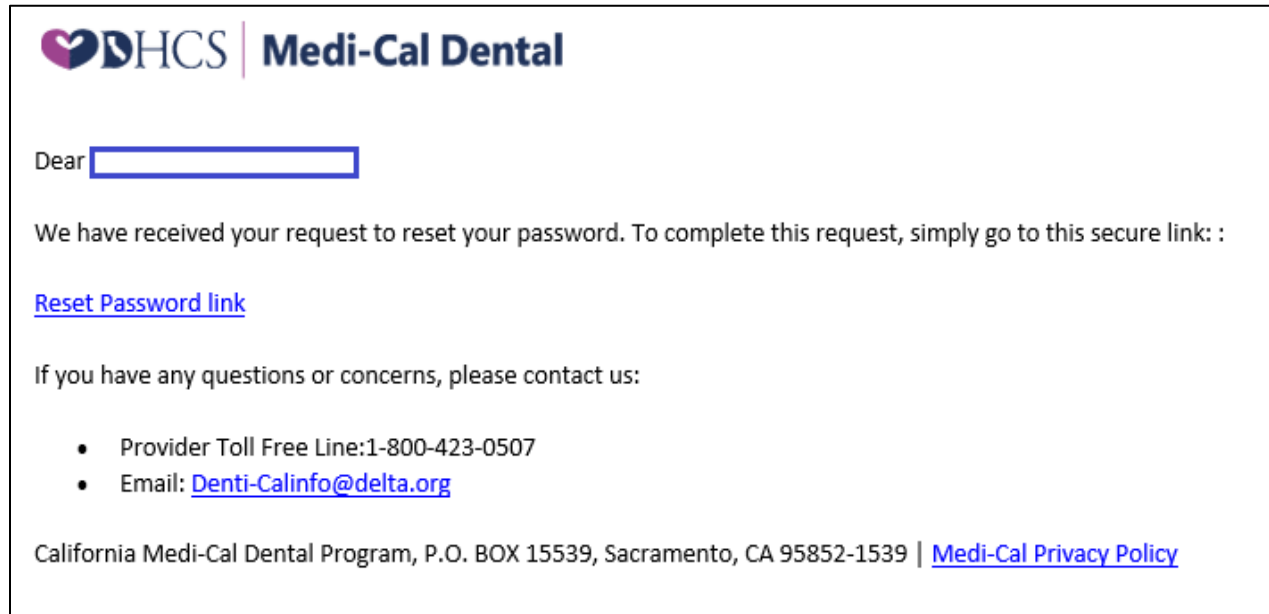 DHCS | Medi-Cal Dental
Dear
We have received your request to reset your password. To complete this request, simply go to this secure link: :
Reset Password link
If you have any questions or concerns, please contact us:
• Provider Toll Free Line:1-800-423-0507
• Email: Denti-Calinfo@delta.org
California Medi-Cal Dental Program, P.O. BOX 15539, Sacramento, CA 95852-1539 | Medi-Cal Privacy Policy